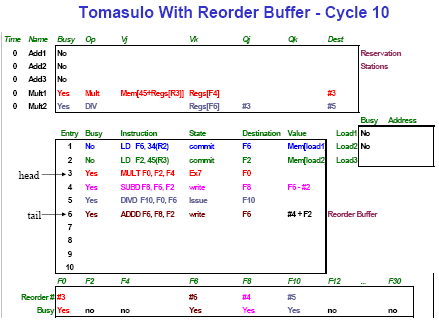 Tomasulo With Reorder Buffer - Cycle 10
Time Name Busy Op Vj Vk Qj Qk Dest
0 Add1 No Reservation
0 Add2 No Stations
0 Add3 No
0 Mult1 Yes Mult Mem[45+Regs[R3]] Regs[F4] #3
0 Mult2 Yes DIV Regs[F6] #3 #5
Busy Address
Entry Busy Instruction State Destination Value Load1 No
1 No LD F6, 34(R2) commit F6 Mem[load1] Load2 No
2 No LD F2, 45(R3) commit F2 Mem[load2] Load3
head 3 Yes MULT F0, F2, F4 Ex7 F0
4 Yes SUBD F8, F6, F2 write F8 F6 - #2
5 Yes DIVD F10, F0, F6 Issue F10
tail 6 Yes ADDD F6, F8, F2 write F6 #4 + F2 Reorder Buffer
7
8
9
10
F0 F2 F4 F6 F8 F10 F12 ... F30
Reorder # #3 #6 #4 #5
Busy Yes no no Yes Yes Yes no no